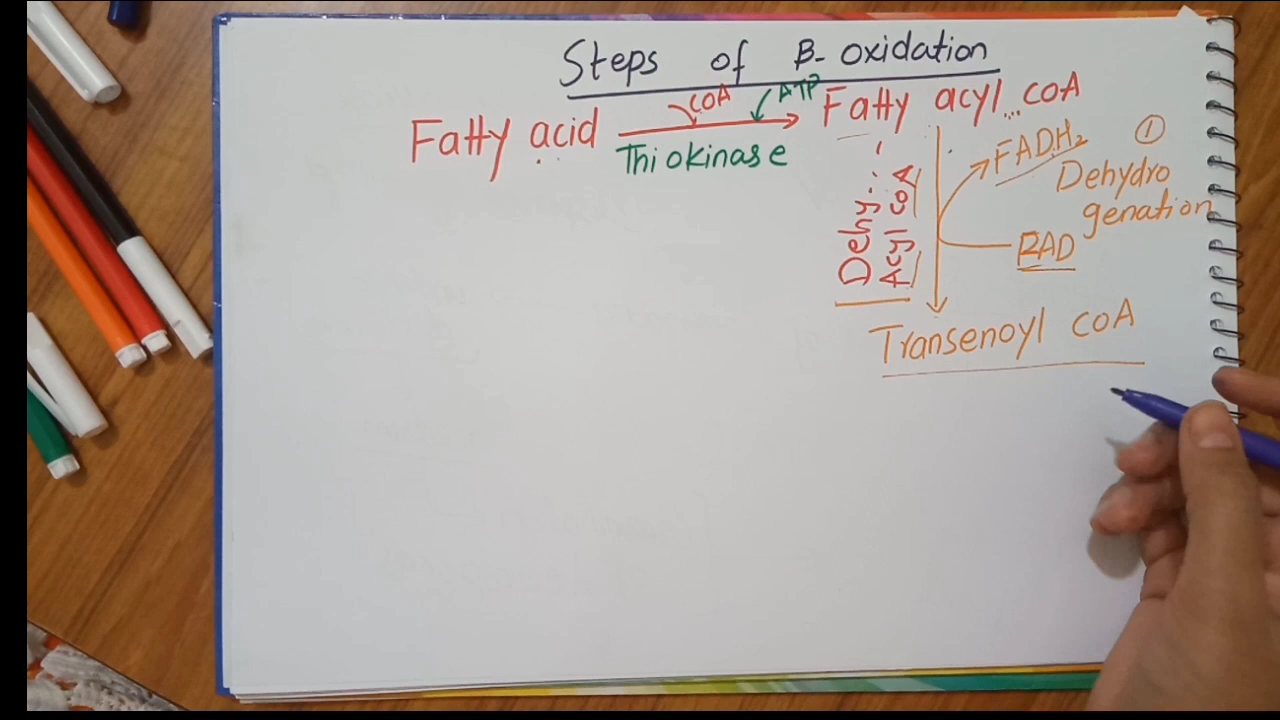 Steps of β-oxidation
Fatty acid
COA
ATP
Thiokinase
Fatty acyl coA
Dehy...
Acyl coA
FADH₂
FAD
①
Dehydro
genation
Transenoyl coA